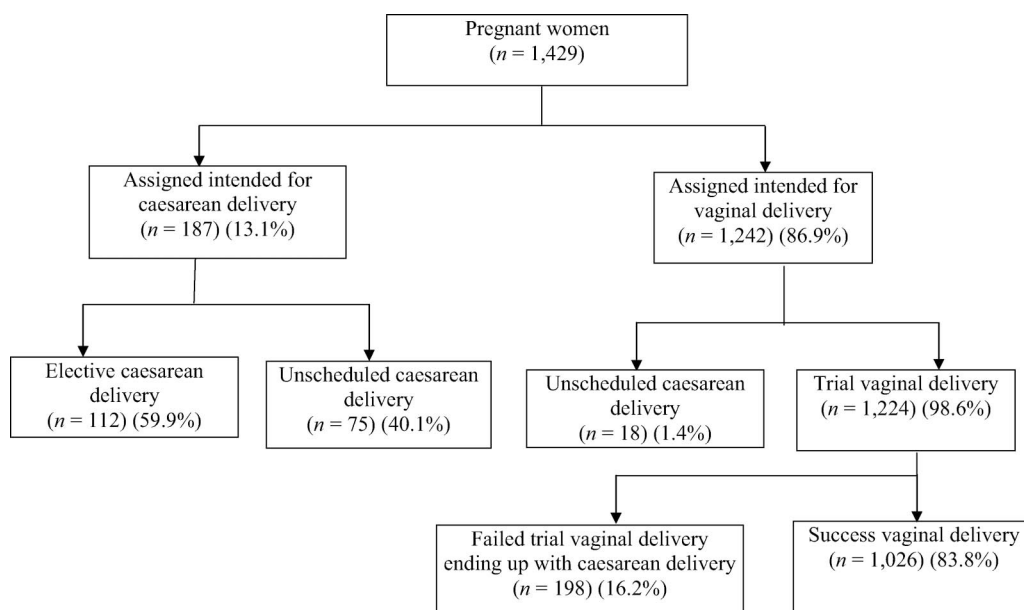 Pregnant women
(n = 1,429)
Assigned intended for
caesarean delivery
(n = 187) (13.1%)
Assigned intended for
vaginal delivery
(n = 1,242) (86.9%)
Elective caesarean
delivery
(n = 112) (59.9%)
Unscheduled caesarean
delivery
(n = 75) (40.1%)
Unscheduled caesarean
delivery
(n = 18) (1.4%)
Trial vaginal delivery
(n = 1,224) (98.6%)
Failed trial vaginal delivery
ending up with caesarean delivery
(n = 198) (16.2%)
Success vaginal delivery
(n = 1,026) (83.8%)